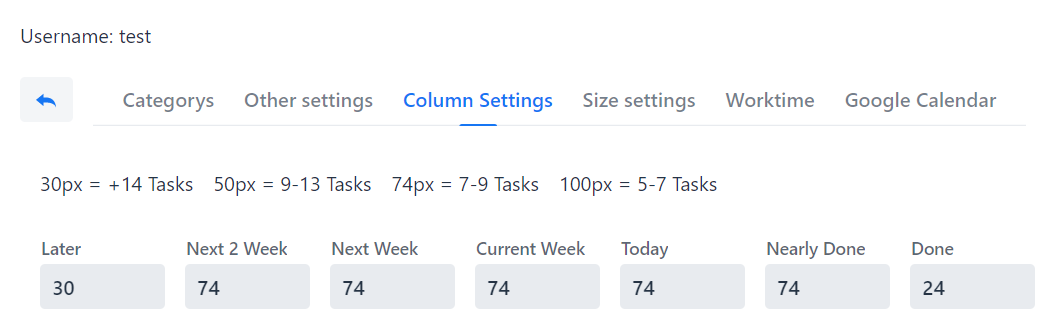 Username: test
Categorys Other settings Column Settings Size settings Worktime Google Calendar
30px = +14 Tasks 50px = 9-13 Tasks 74px = 7-9 Tasks 100px = 5-7 Tasks
Later Next 2 Week Next Week Current Week Today Nearly Done Done
30 74 74 74 74 74 24